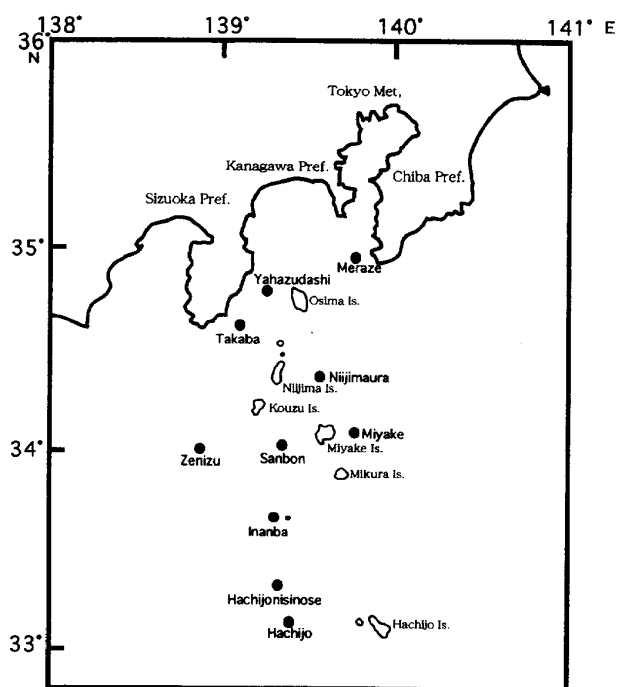 138° 139° 140° 141° E
36°
N
Tokyo Met,
Kanagawa Pref.
Chiba Pref.
Sizuoka Pref.
35°
Meraze
Yahazudashi
Osima Is.
Takaba
Niijimaura
Niijima Is.
Kouzu Is.
34°
Miyake
Miyake Is.
Zenizu
Sanbon
Mikura Is.
Inanba
Hachijonisinose
Hachijo
Hachijo Is.
33°